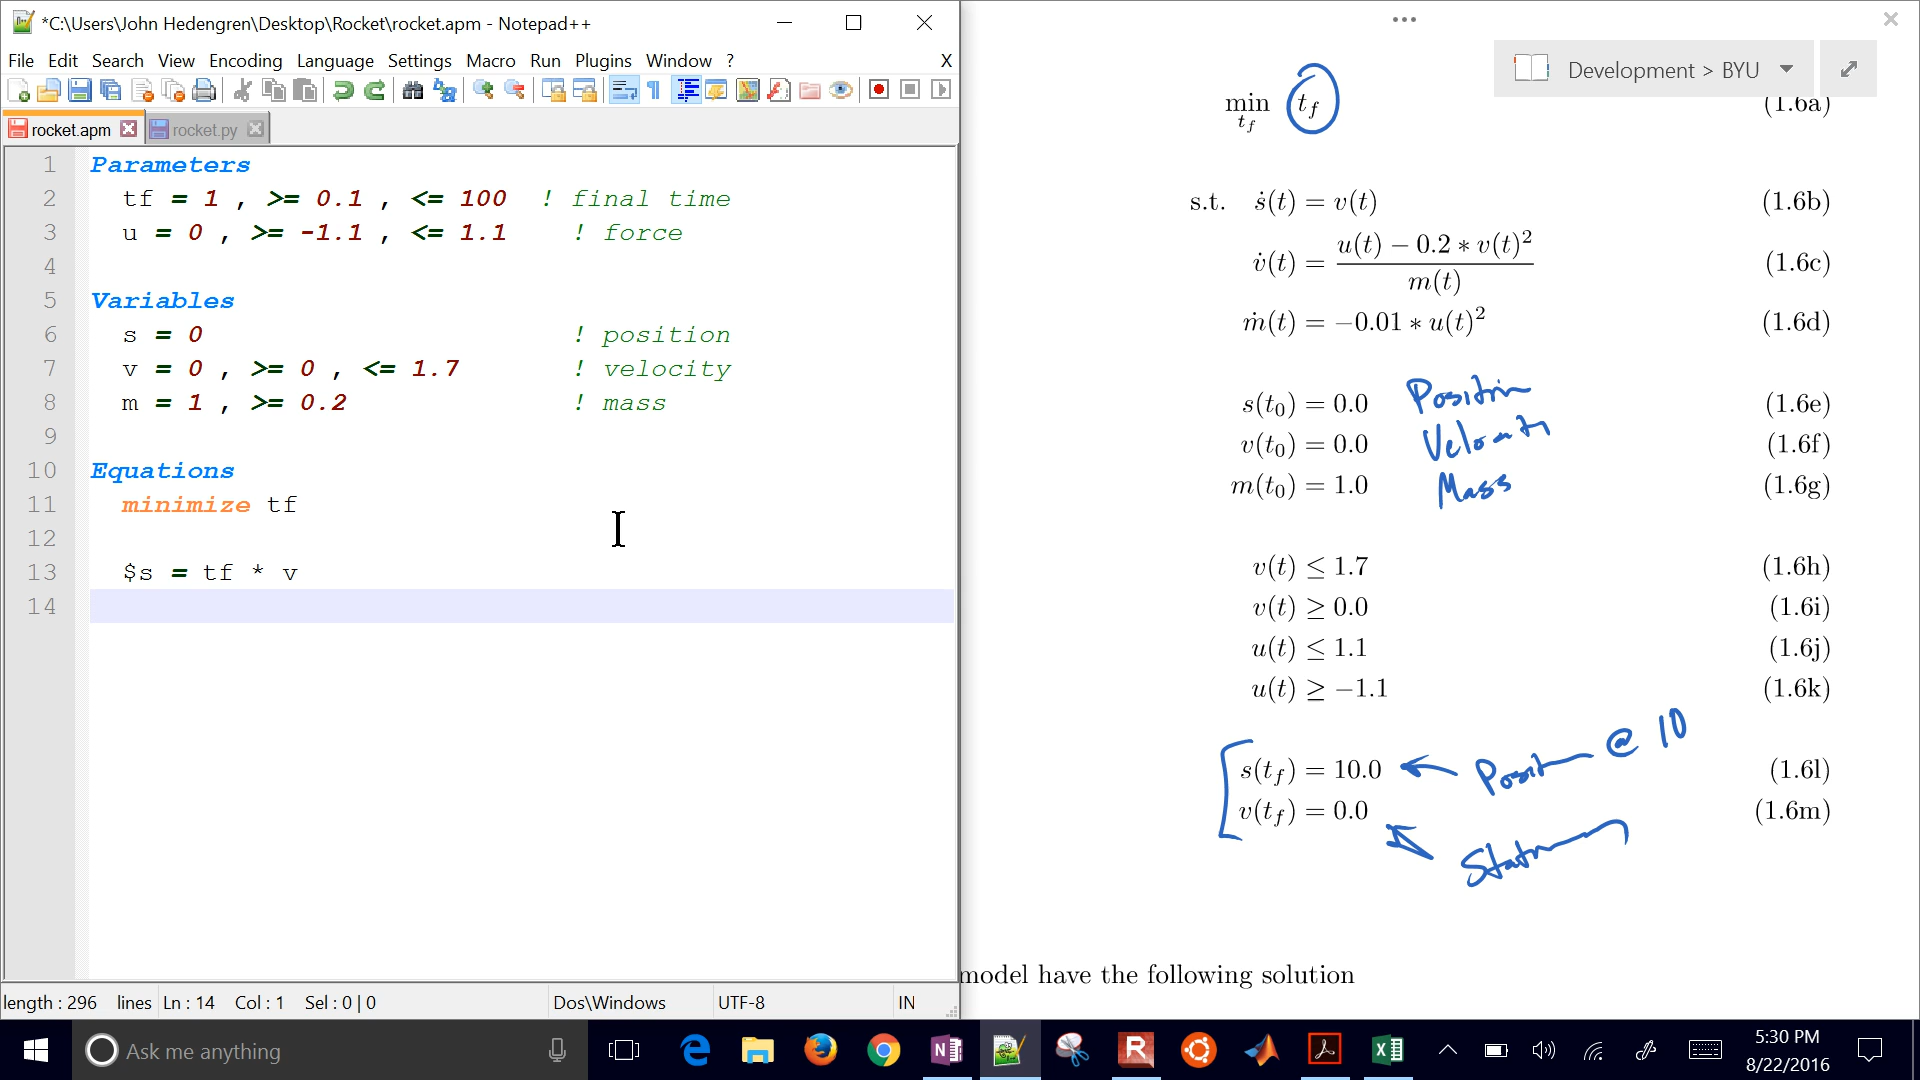 *C:\Users\John Hedengren\Desktop\Rocket\rocket.apm - Notepad++
File Edit Search View Encoding Language Settings Macro Run Plugins Window ? X
rocket.apm rocket.py
1 Parameters
2 tf = 1 , >= 0.1 , <= 100 ! final time
3 u = 0 , >= -1.1 , <= 1.1 ! force
4
5 Variables
6 s = 0 ! position
7 v = 0 , >= 0 , <= 1.7 ! velocity
8 m = 1 , >= 0.2 ! mass
9
10 Equations
11 minimize tf
12
13 $s = tf * v
14
length : 296 lines Ln : 14 Col : 1 Sel : 0 | 0 Dos\Windows UTF-8 IN
Development > BYU
min t_f (1.6a)
t_f
s.t. ṡ(t) = v(t) (1.6b)
v̇(t) = (u(t) − 0.2 ∗ v(t)²) / m(t) (1.6c)
ṁ(t) = −0.01 ∗ u(t)² (1.6d)
s(t₀) = 0.0 Position (1.6e)
v(t₀) = 0.0 Velocity (1.6f)
m(t₀) = 1.0 Mass (1.6g)
v(t) ≤ 1.7 (1.6h)
v(t) ≥ 0.0 (1.6i)
u(t) ≤ 1.1 (1.6j)
u(t) ≥ −1.1 (1.6k)
s(t_f) = 10.0 Position @ 10 (1.6l)
v(t_f) = 0.0 (1.6m)
model have the following solution
Ask me anything
5:30 PM
8/22/2016